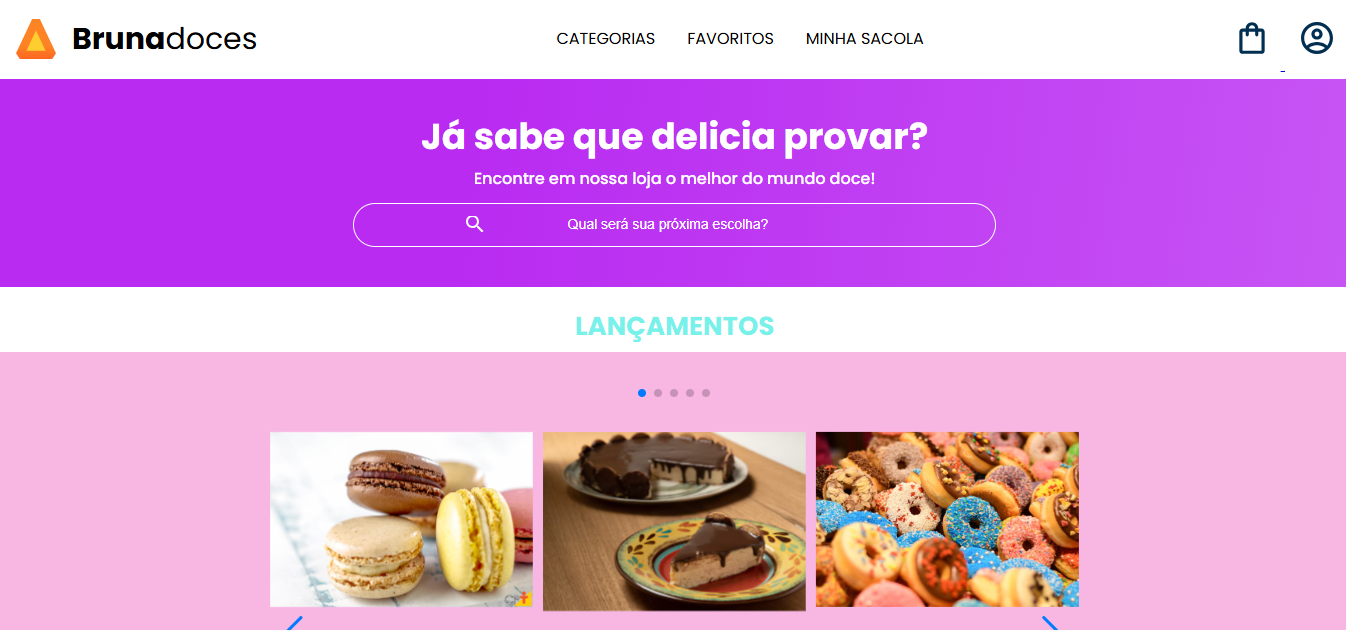 Brunadoces
CATEGORIAS FAVORITOS MINHA SACOLA
Já sabe que delicia provar?
Encontre em nossa loja o melhor do mundo doce!
Qual será sua próxima escolha?
LANÇAMENTOS